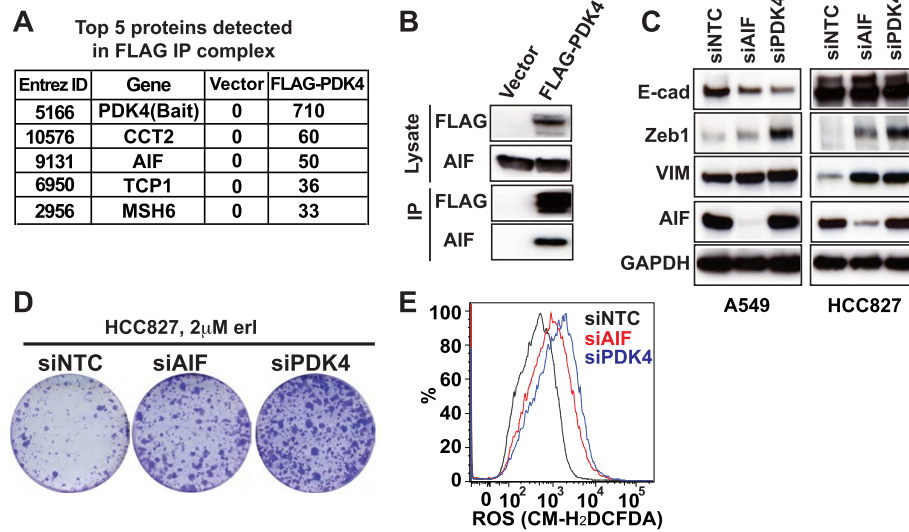 A
Top 5 proteins detected
in FLAG IP complex
Entrez ID Gene Vector FLAG-PDK4
5166 PDK4(Bait) 0 710
10576 CCT2 0 60
9131 AIF 0 50
6950 TCP1 0 36
2956 MSH6 0 33
B
Vector FLAG-PDK4
Lysate
FLAG
AIF
IP
FLAG
AIF
C
siNTC siAIF siPDK4 siNTC siAIF siPDK4
E-cad
Zeb1
VIM
AIF
GAPDH
A549 HCC827
D
HCC827, 2μM erl
siNTC siAIF siPDK4
E
siNTC
siAIF
siPDK4
%
100
80
60
40
20
0
0 10² 10³ 10⁴ 10⁵
ROS (CM-H₂DCFDA)